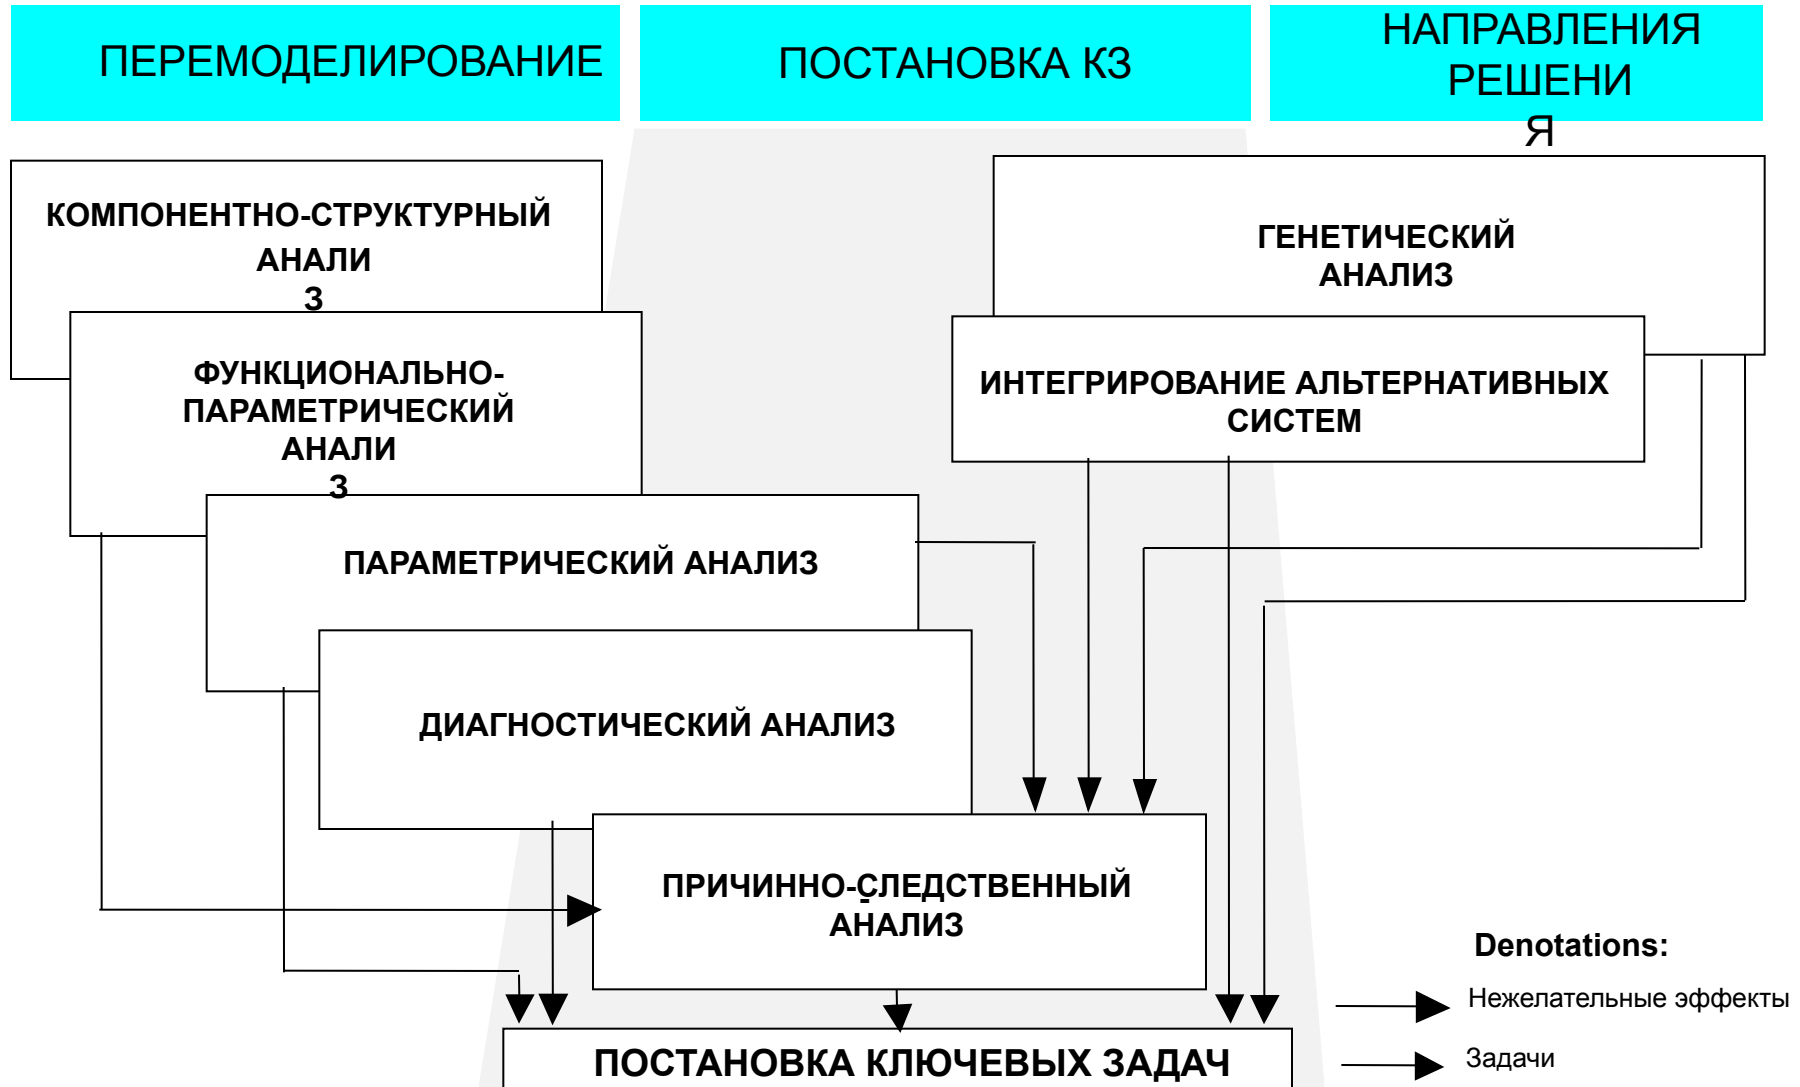 ПЕРЕМОДЕЛИРОВАНИЕ
ПОСТАНОВКА КЗ
НАПРАВЛЕНИЯ
РЕШЕНИ
Я
КОМПОНЕНТНО-СТРУКТУРНЫЙ
АНАЛИ
З
ФУНКЦИОНАЛЬНО-
ПАРАМЕТРИЧЕСКИЙ
АНАЛИ
З
ПАРАМЕТРИЧЕСКИЙ АНАЛИЗ
ДИАГНОСТИЧЕСКИЙ АНАЛИЗ
ГЕНЕТИЧЕСКИЙ
АНАЛИЗ
ИНТЕГРИРОВАНИЕ АЛЬТЕРНАТИВНЫХ
СИСТЕМ
ПРИЧИННО-СЛЕДСТВЕННЫЙ
-
АНАЛИЗ
ПОСТАНОВКА КЛЮЧЕВЫХ ЗАДАЧ
Denotations:
Нежелательные эффекты
Задачи